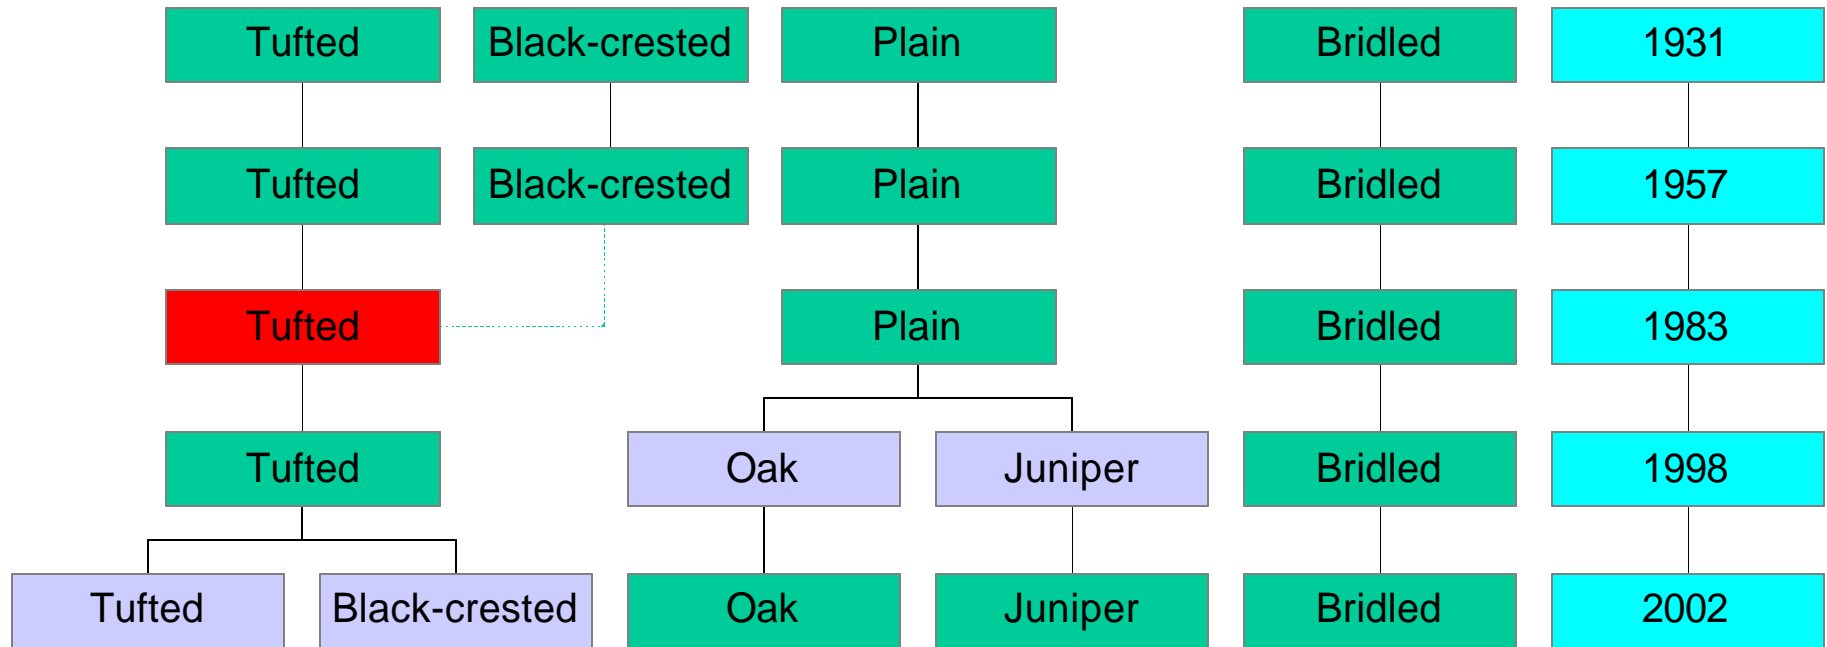 Tufted Black-crested Plain Bridled 1931
Tufted Black-crested Plain Bridled 1957
Tufted Plain Bridled 1983
Tufted Oak Juniper Bridled 1998
Tufted Black-crested Oak Juniper Bridled 2002